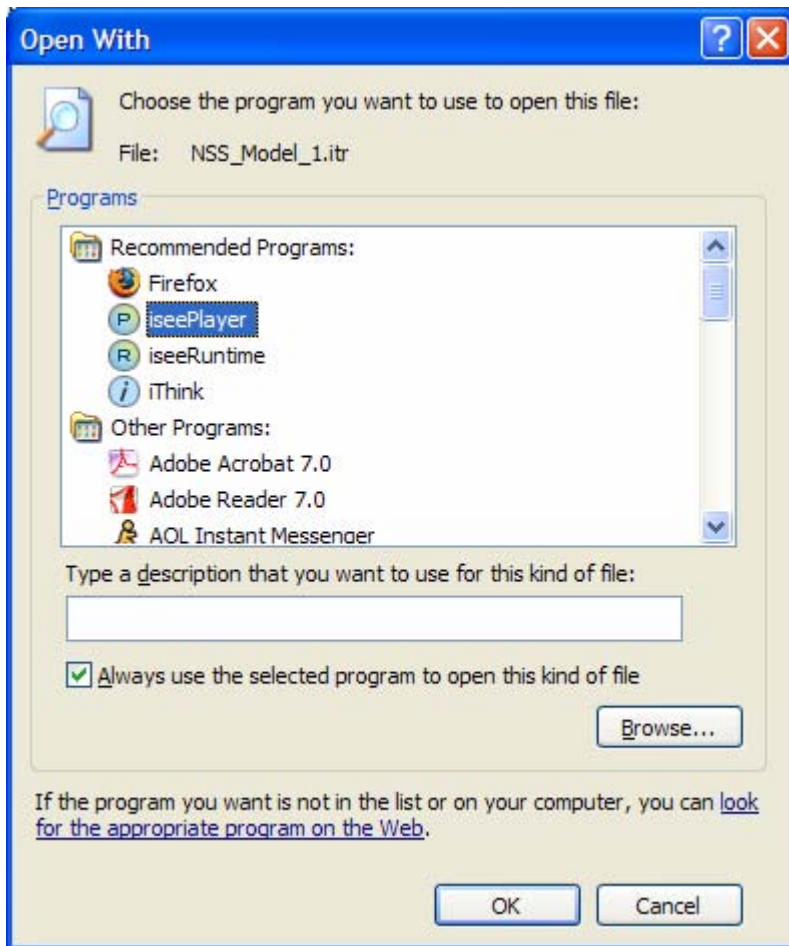 Open With
?
Choose the program you want to use to open this file:
File: NSS_Model_1.itr
Programs
Recommended Programs:
Firefox
P iseePlayer
R iseeRuntime
i iThink
Other Programs:
Adobe Acrobat 7.0
Adobe Reader 7.0
AOL Instant Messenger
Type a description that you want to use for this kind of file:
Always use the selected program to open this kind of file
Browse...
If the program you want is not in the list or on your computer, you can look
for the appropriate program on the Web.
OK Cancel